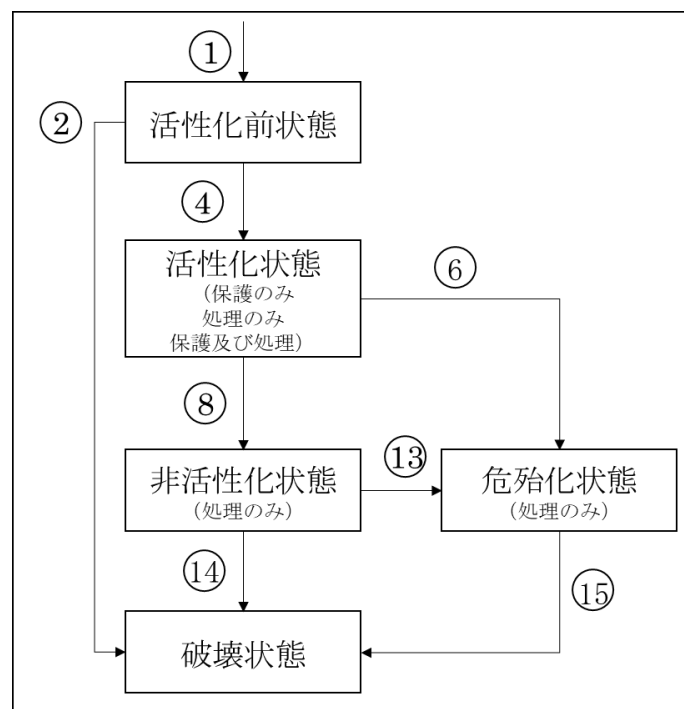 ①
活性化前状態
②
④
活性化状態
(保護のみ
処理のみ
保護及び処理)
⑥
⑧
非活性化状態
(処理のみ)
⑬
危殆化状態
(処理のみ)
⑭
⑮
破壊状態